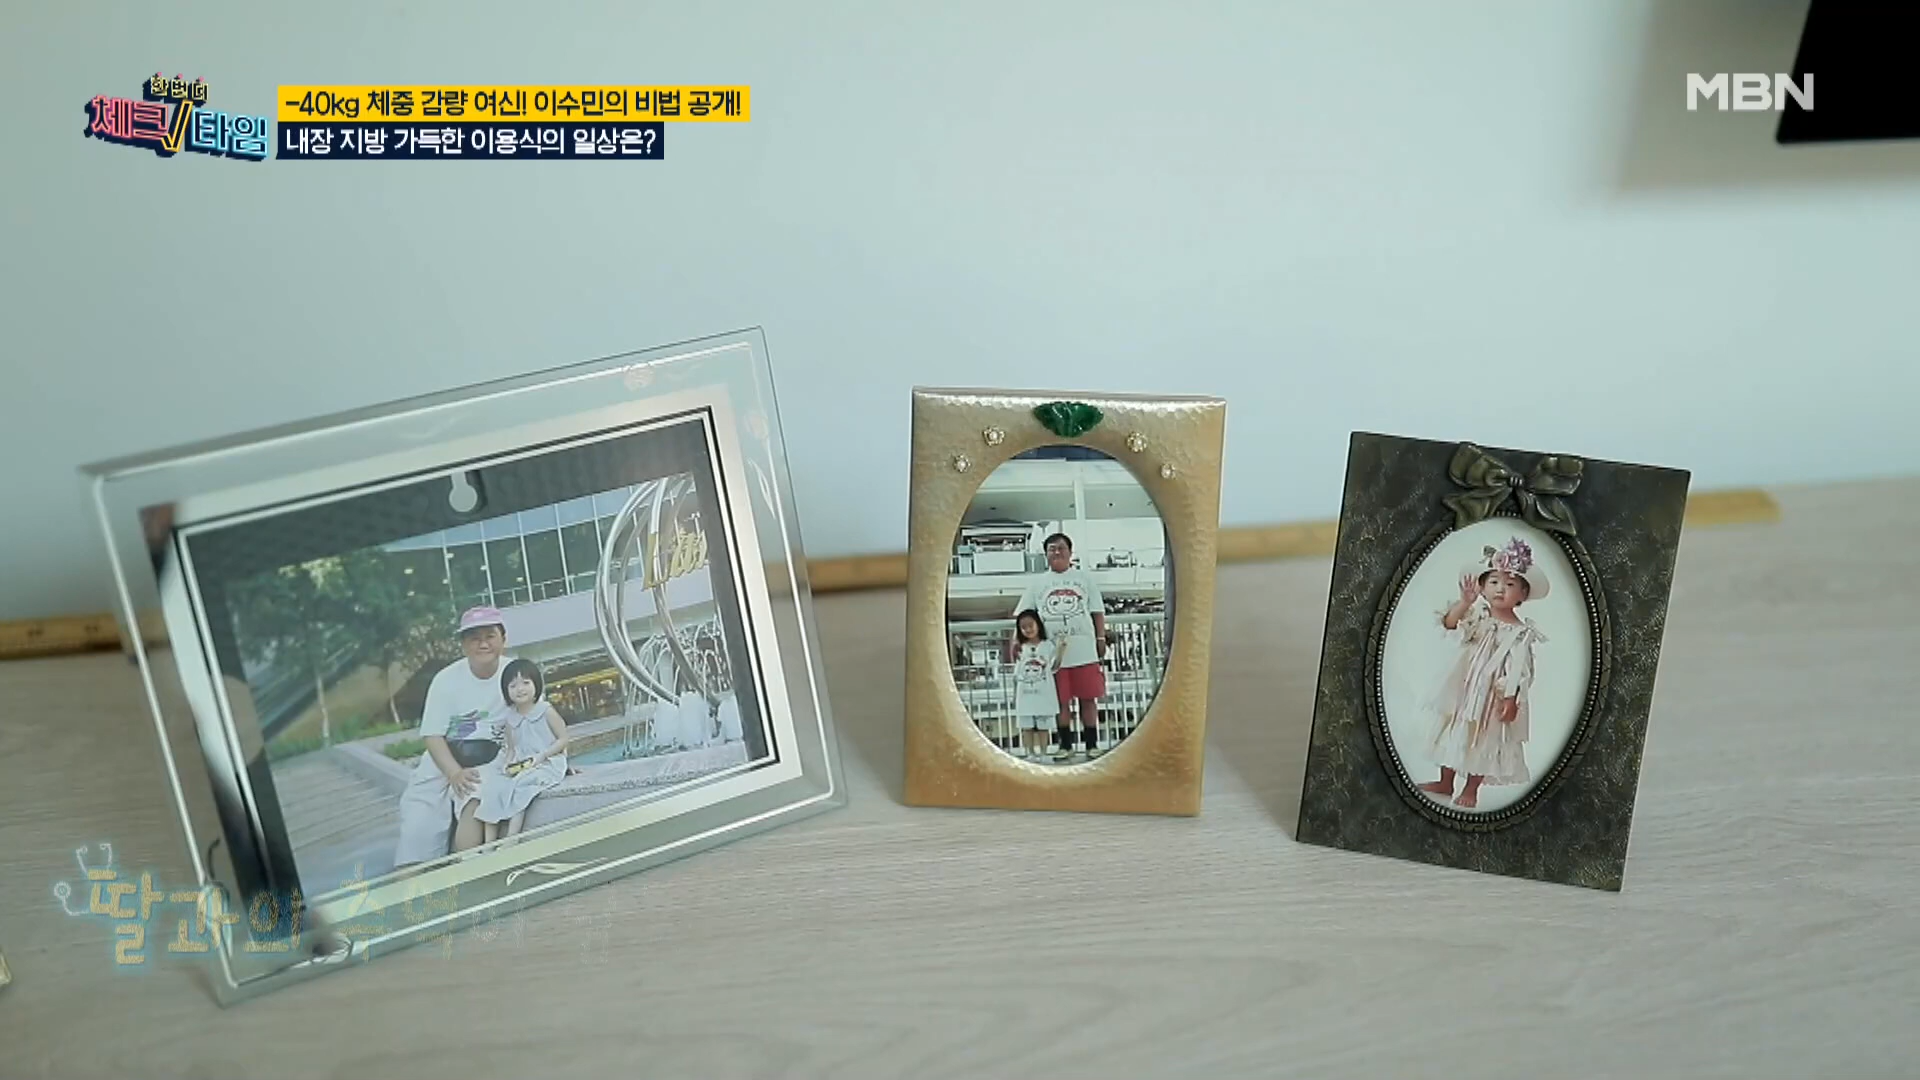 한 번 더
체크타임
-40kg 체중 감량 여신! 이수민의 비법 공개!
내장 지방 가득한 이용식의 일상은?
MBN
딸과의 추억